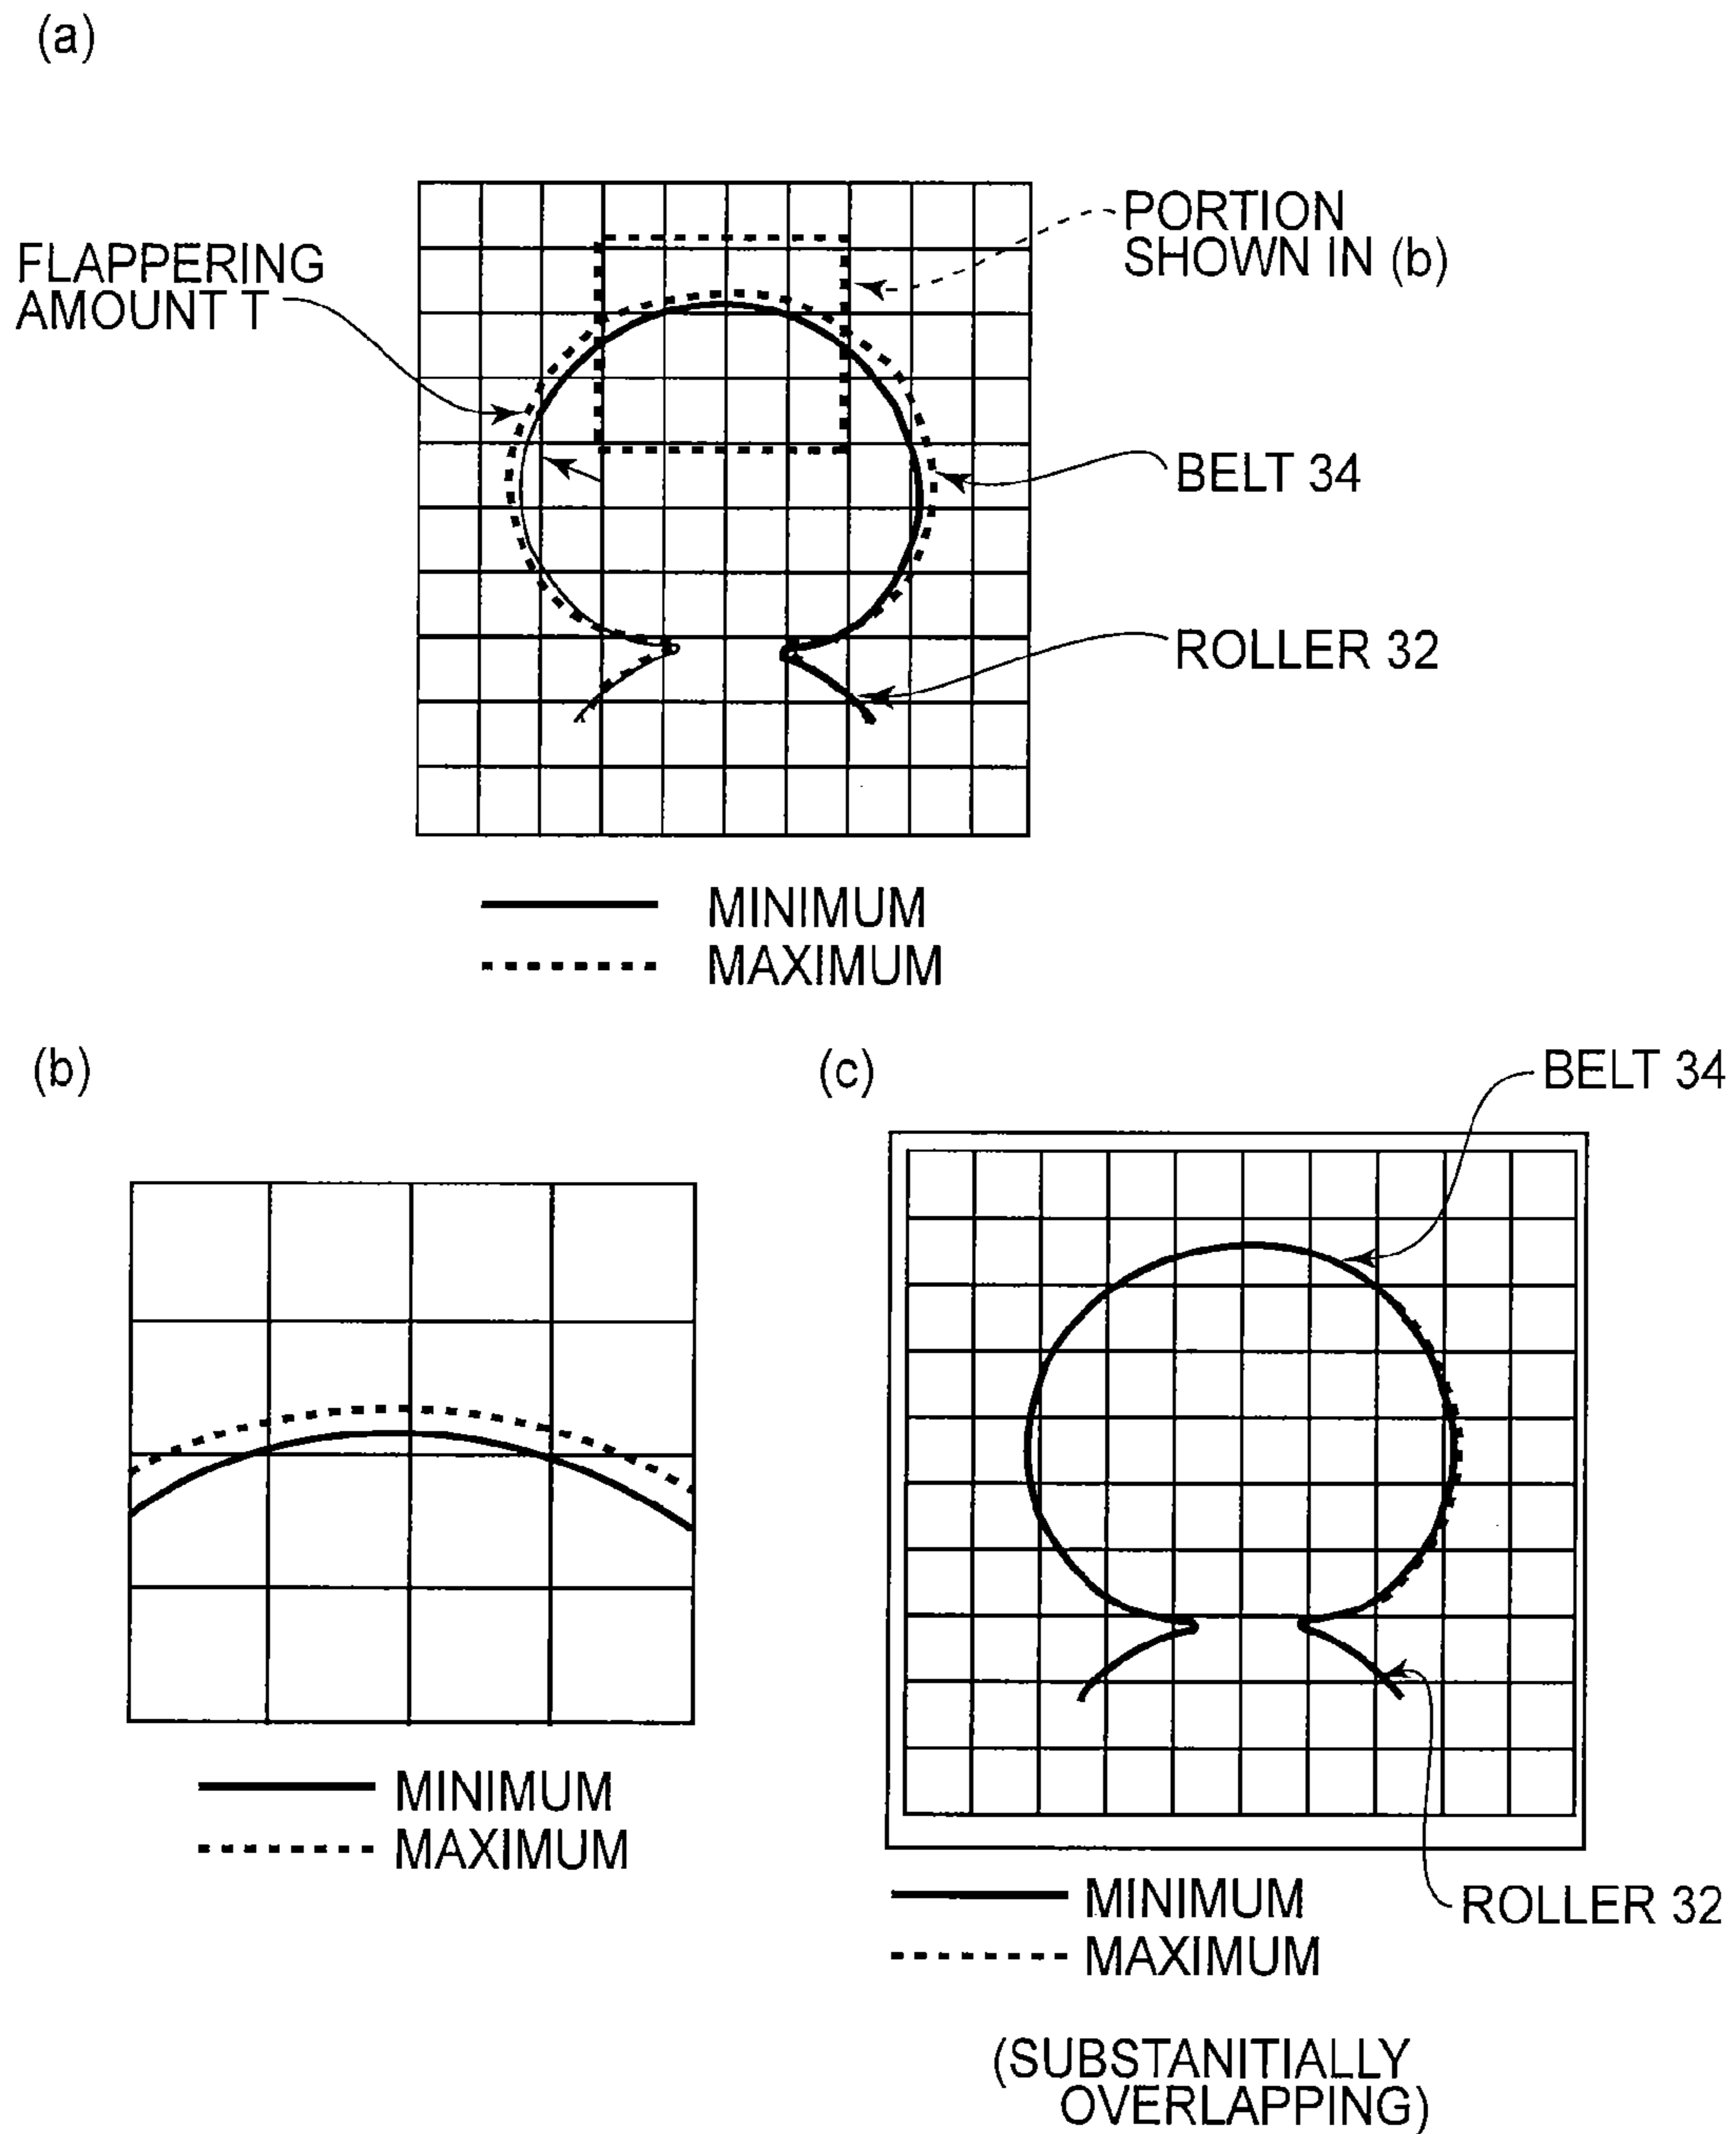 (a)
PORTION
SHOWN IN (b)
FLAPPERING
AMOUNT T
BELT 34
ROLLER 32
MINIMUM
MAXIMUM
(b)
MINIMUM
MAXIMUM
(c)
BELT 34
MINIMUM
MAXIMUM
ROLLER 32
(SUBSTANITIALLY
OVERLAPPING)